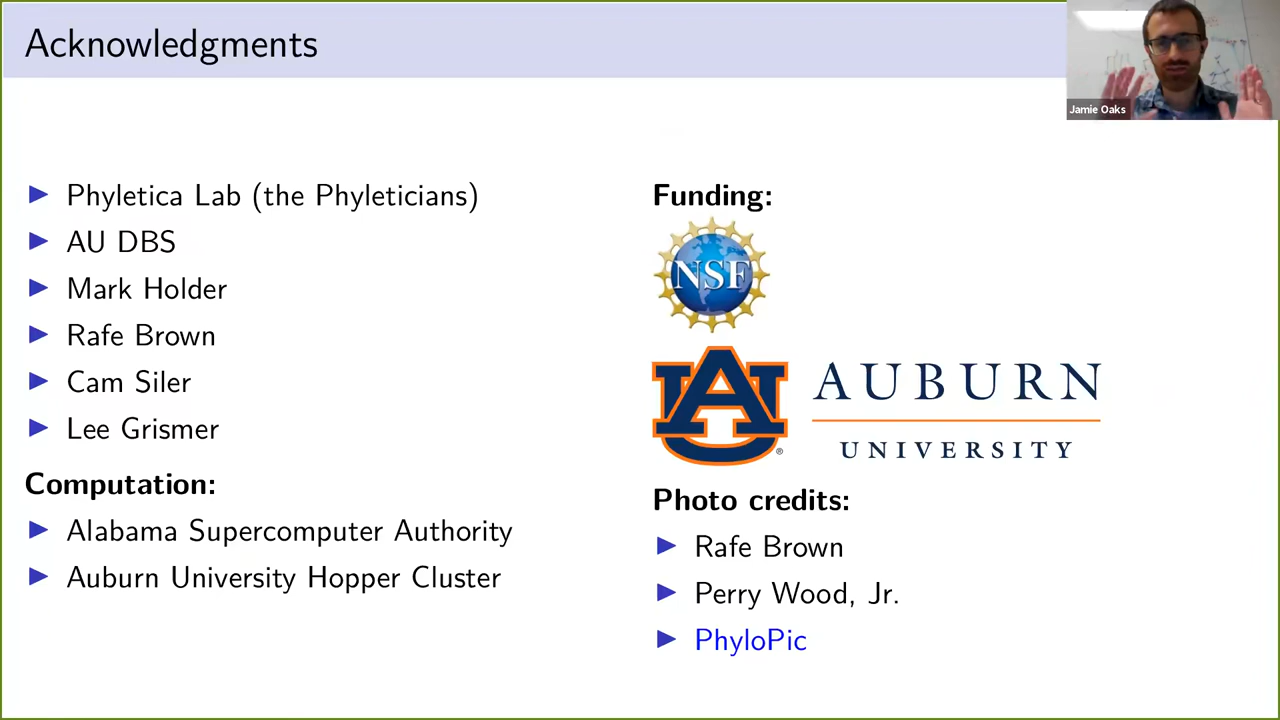 Acknowledgments
Jamie Oaks
Phyletica Lab (the Phyleticians)
AU DBS
Mark Holder
Rafe Brown
Cam Siler
Lee Grismer
Computation:
Alabama Supercomputer Authority
Auburn University Hopper Cluster
Funding:
NSF
AU ®
AUBURN
UNIVERSITY
Photo credits:
Rafe Brown
Perry Wood, Jr.
PhyloPic